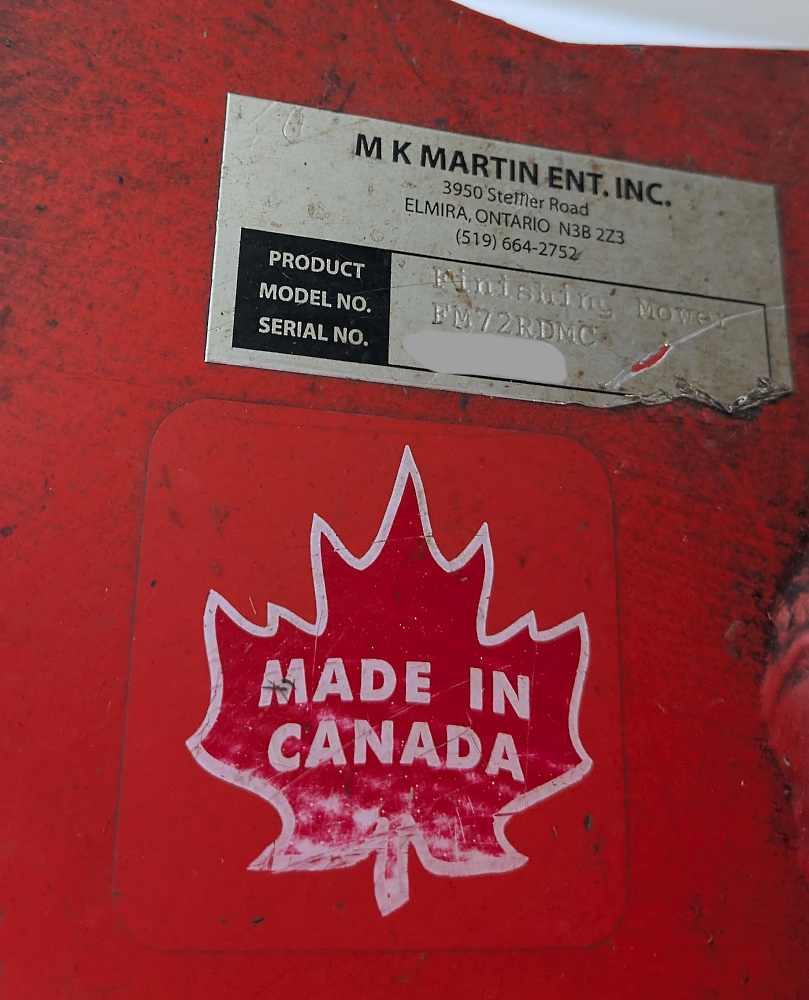 M K MARTIN ENT. INC.
3950 Steffler Road
ELMIRA, ONTARIO N3B 2Z3
(519) 664-2752
PRODUCT Finishing Mower
MODEL NO. FM72RDMC
SERIAL NO.
MADE IN
CANADA